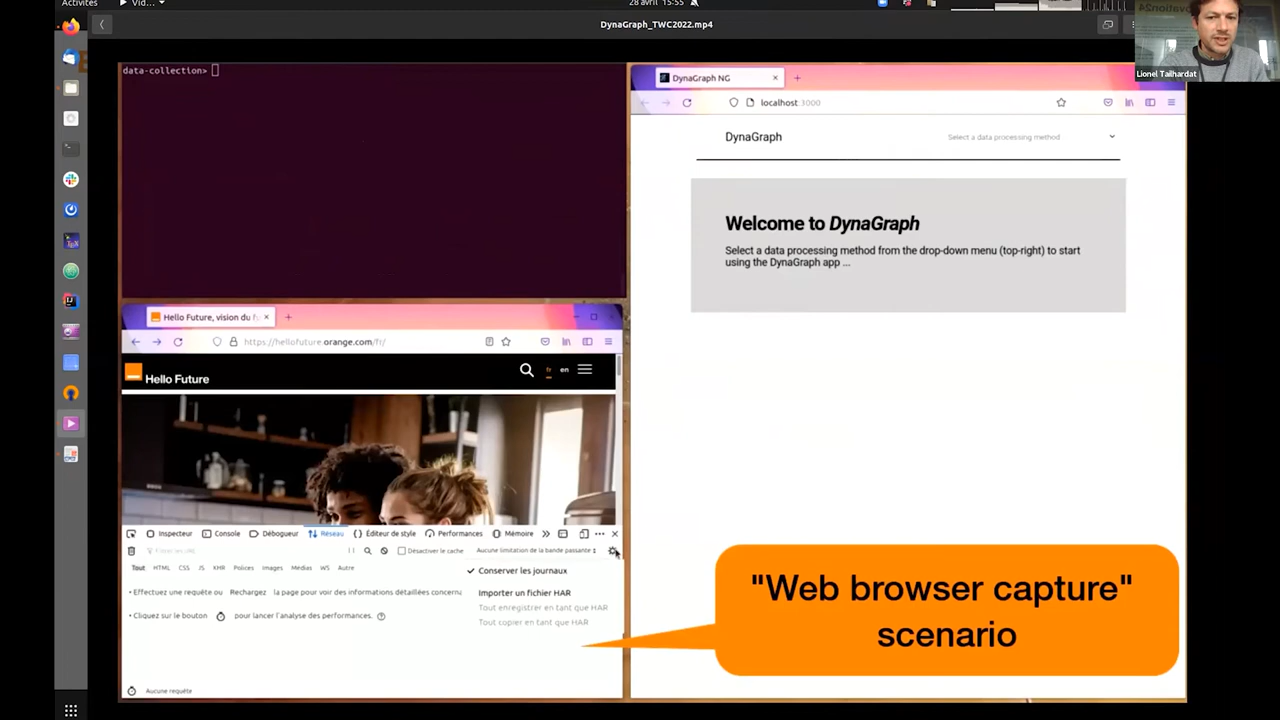 Activités
Vid...
28 avril 15:55
DynaGraph_TWC2022.mp4
Lionel Tailhardat
data-collection>
DynaGraph NG
localhost:3000
DynaGraph
Select a data processing method
Welcome to DynaGraph
Select a data processing method from the drop-down menu (top-right) to start
using the DynaGraph app ...
Hello Future, vision du f
https://hellofuture.orange.com/fr/
Hello Future
fr
en
Inspecteur
Console
Débogueur
Réseau
Éditeur de style
Performances
Mémoire
Désactiver le cache
Aucune limitation de la bande passante
Tout HTML CSS JS XHR Polices Images Médias WS Autre
Conserver les journaux
Importer un fichier HAR
Tout enregistrer en tant que HAR
Tout copier en tant que HAR
• Effectuez une requête ou Rechargez la page pour voir des informations détaillées concerna
• Cliquez sur le bouton pour lancer l'analyse des performances.
Aucune requête
"Web browser capture"
scenario